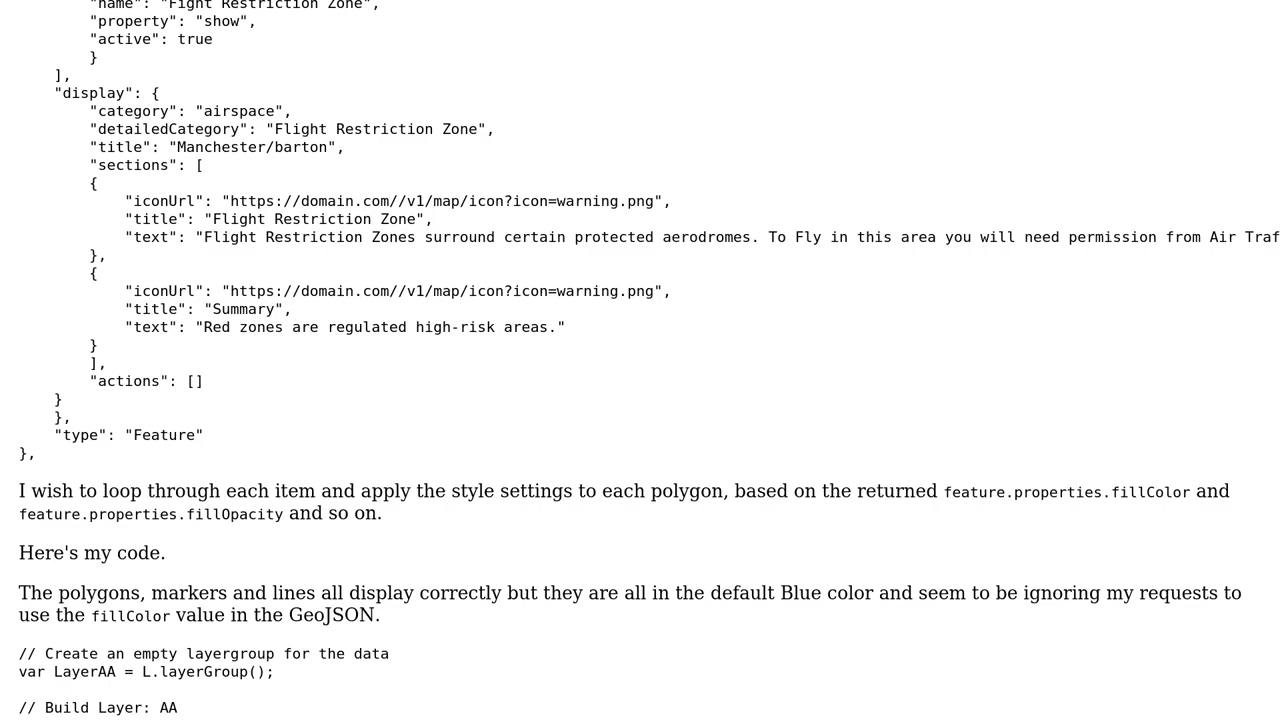 "name": "Fight Restriction Zone",
"property": "show",
"active": true
}
],
"display": {
"category": "airspace",
"detailedCategory": "Flight Restriction Zone",
"title": "Manchester/barton",
"sections": [
{
"iconUrl": "https://domain.com//v1/map/icon?icon=warning.png",
"title": "Flight Restriction Zone",
"text": "Flight Restriction Zones surround certain protected aerodromes. To Fly in this area you will need permission from Air Traf
},
{
"iconUrl": "https://domain.com//v1/map/icon?icon=warning.png",
"title": "Summary",
"text": "Red zones are regulated high-risk areas."
}
],
"actions": []
}
},
"type": "Feature"
},
I wish to loop through each item and apply the style settings to each polygon, based on the returned feature.properties.fillColor and
feature.properties.fillOpacity and so on.
Here's my code.
The polygons, markers and lines all display correctly but they are all in the default Blue color and seem to be ignoring my requests to
use the fillColor value in the GeoJSON.
// Create an empty layergroup for the data
var LayerAA = L.layerGroup();
// Build Layer: AA